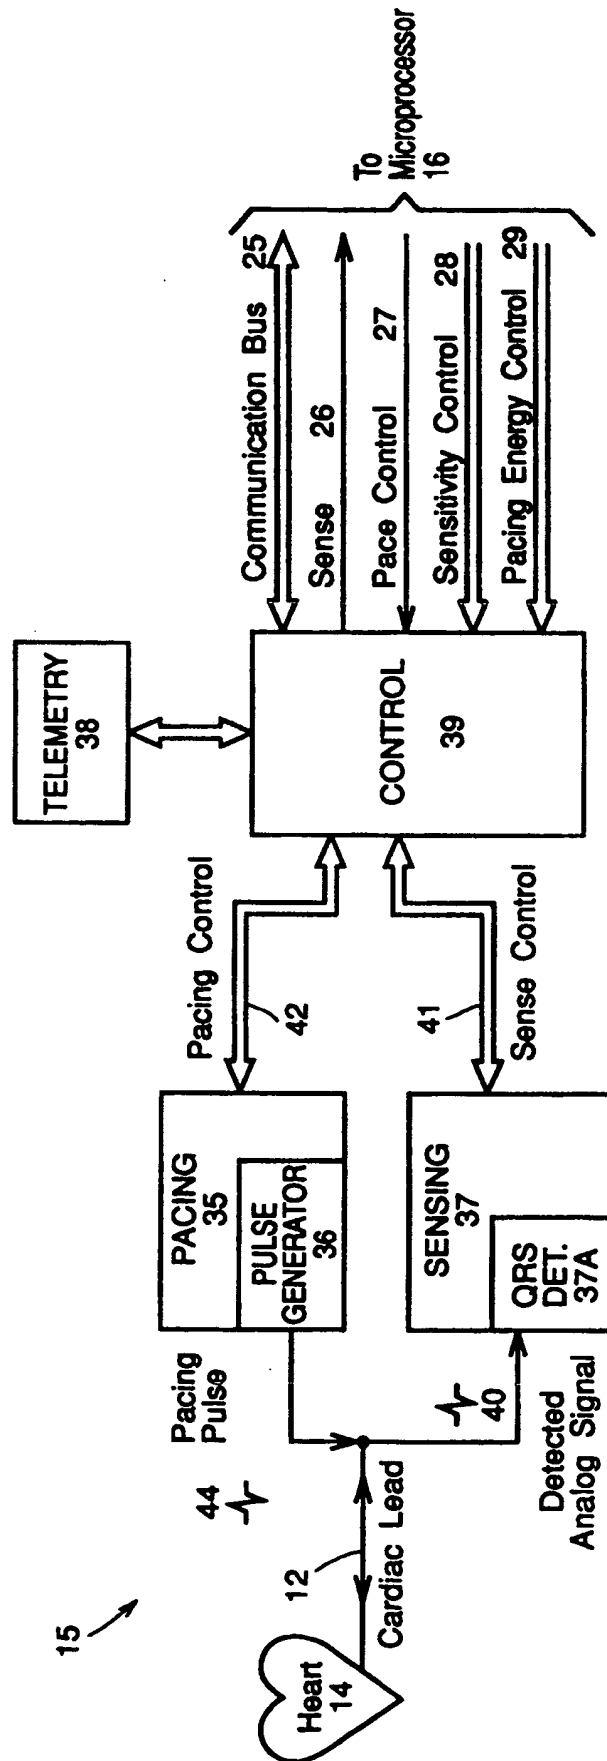 15
Heart
14
12
Cardiac Lead
44
Pacing
Pulse
40
Detected
Analog Signal
PACING
35
PULSE
GENERATOR
36
SENSING
37
QRS
DET.
37A
Pacing Control
42
41
Sense Control
TELEMETRY
38
CONTROL
39
Communication Bus 25
Sense 26
Pace Control 27
Sensitivity Control 28
Pacing Energy Control 29
To
Microprocessor
16